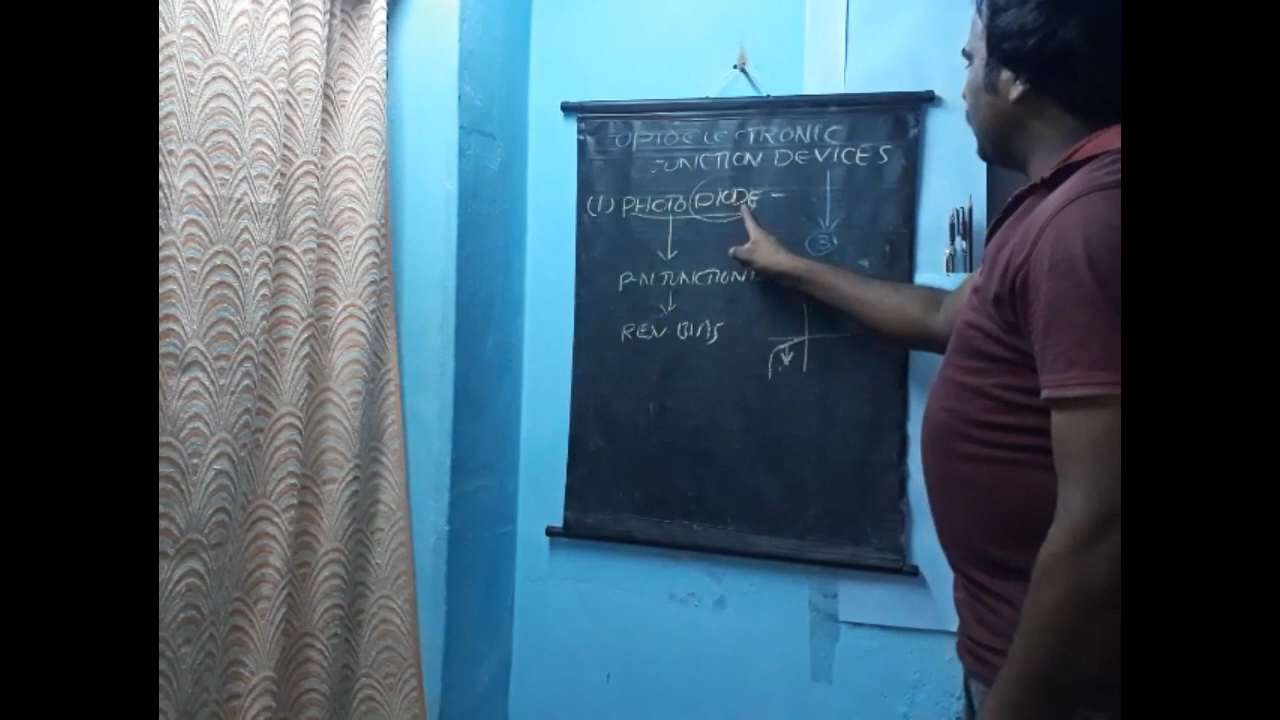 OPTOELECTRONIC
JUNCTION DEVICES
(1) PHOTO DIODE -
3
P-N JUNCTION
REV. BIAS